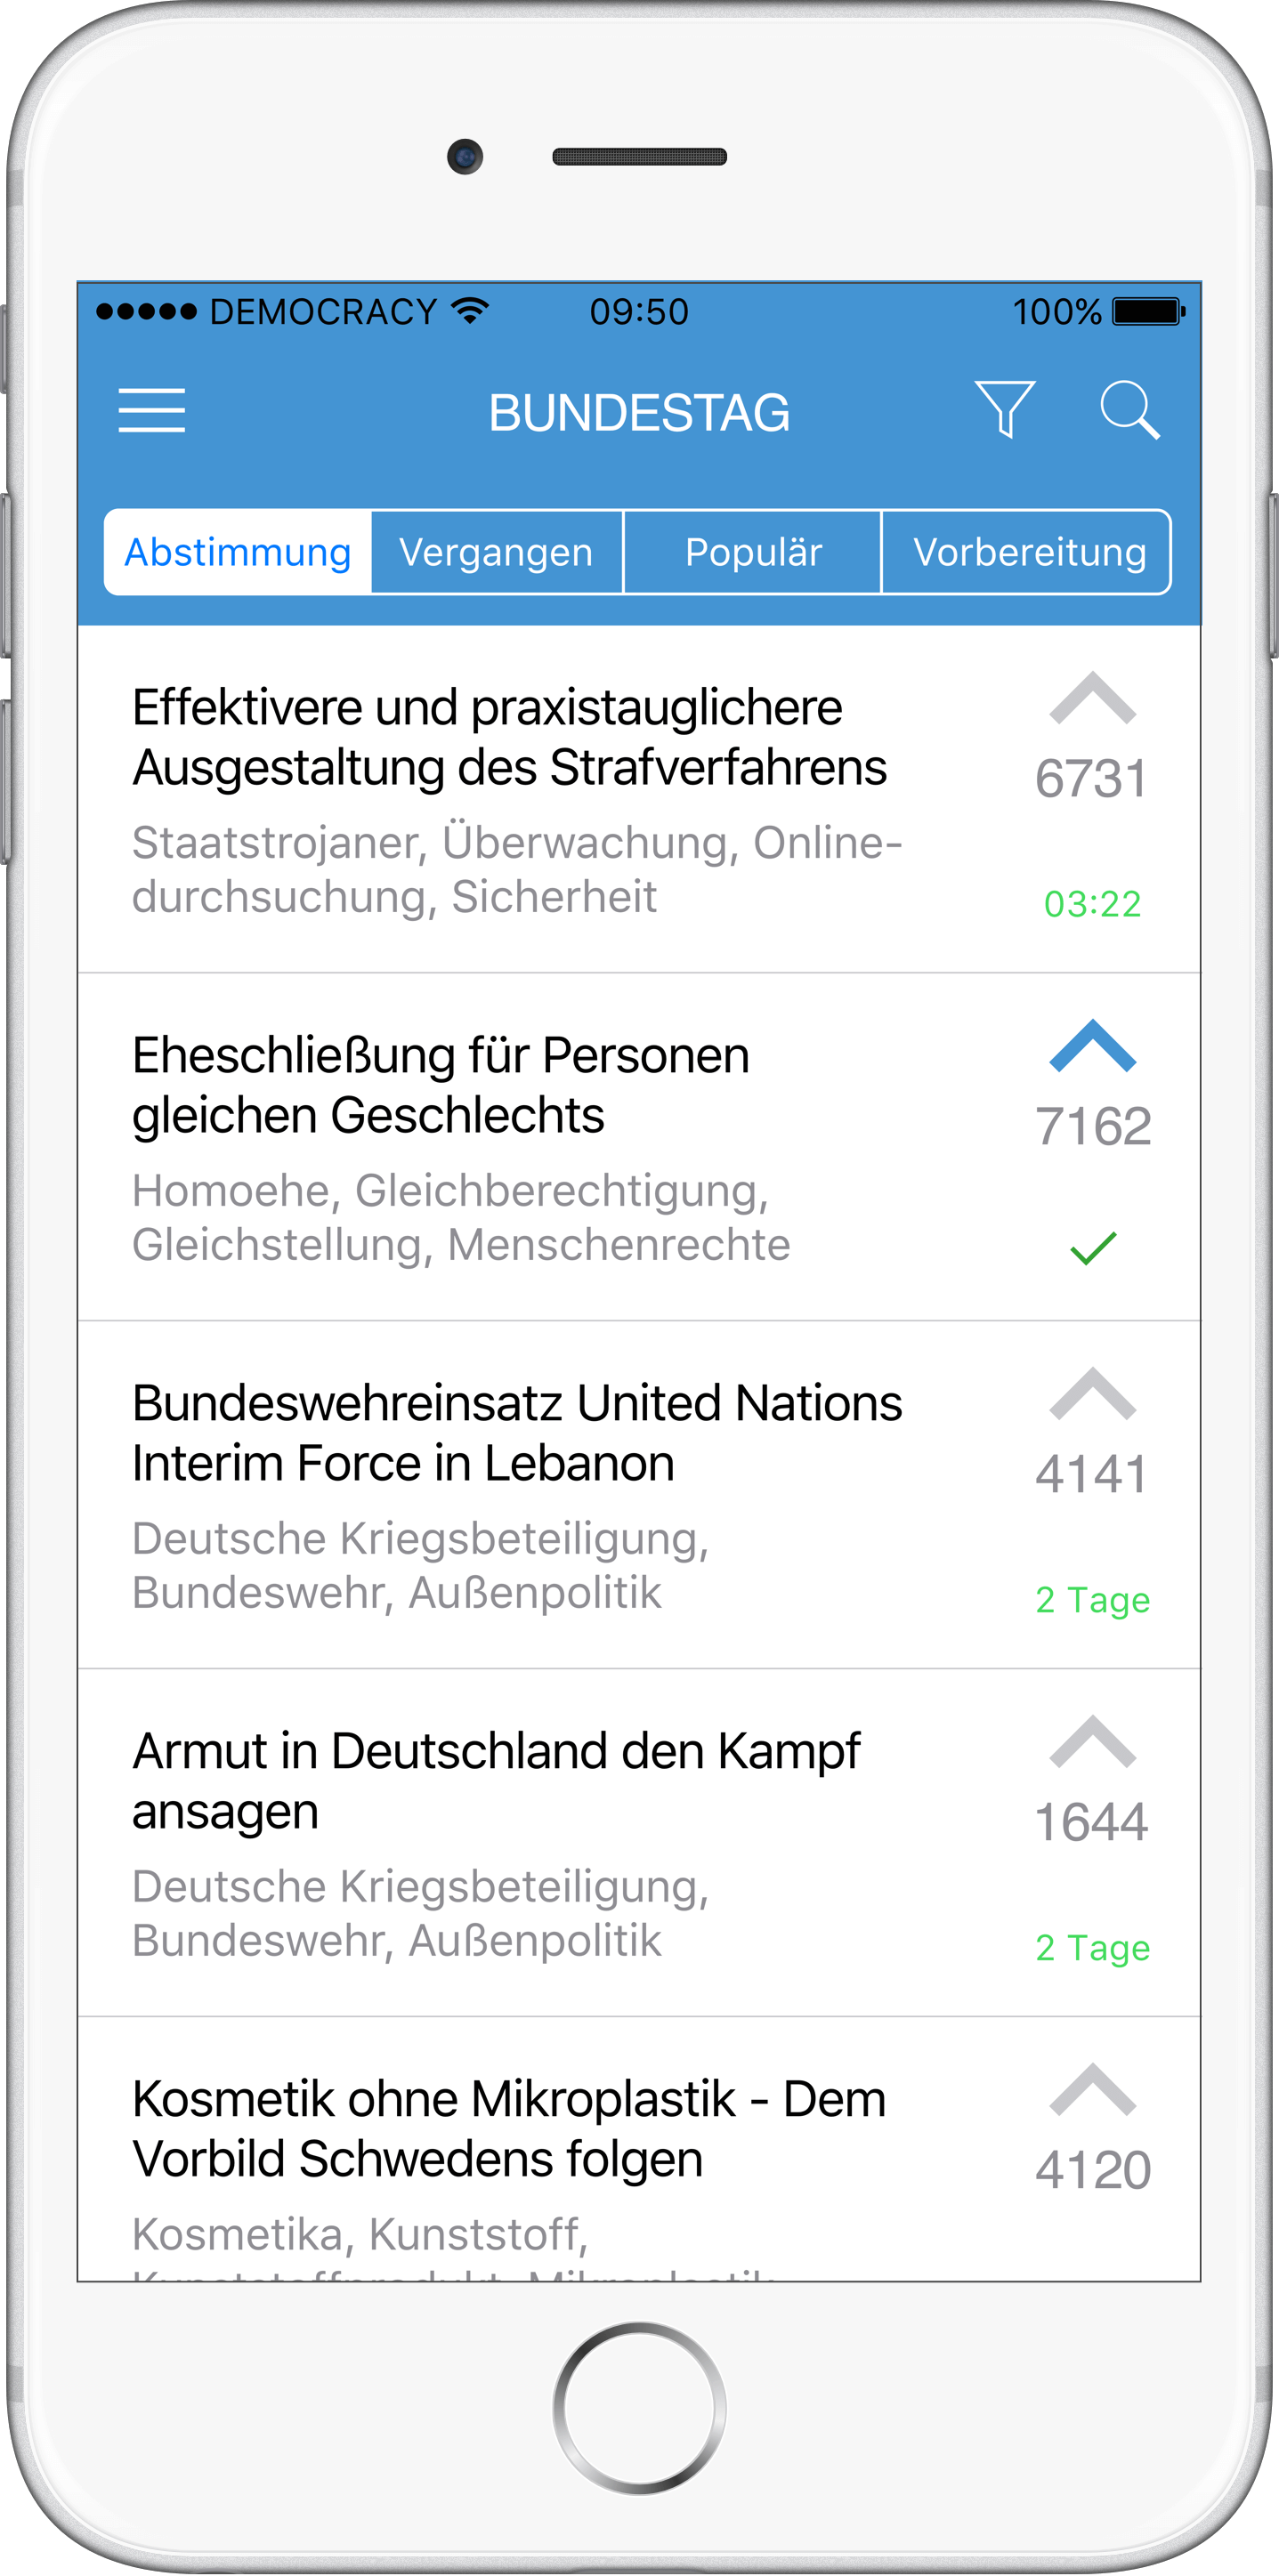 DEMOCRACY 09:50 100%
BUNDESTAG
Abstimmung Vergangen Populär Vorbereitung
Effektivere und praxistauglichere
Ausgestaltung des Strafverfahrens
6731
Staatstrojaner, Überwachung, Online-
durchsuchung, Sicherheit
03:22
Eheschließung für Personen
gleichen Geschlechts
7162
Homoehe, Gleichberechtigung,
Gleichstellung, Menschenrechte
Bundeswehreinsatz United Nations
Interim Force in Lebanon
4141
Deutsche Kriegsbeteiligung,
Bundeswehr, Außenpolitik
2 Tage
Armut in Deutschland den Kampf
ansagen
1644
Deutsche Kriegsbeteiligung,
Bundeswehr, Außenpolitik
2 Tage
Kosmetik ohne Mikroplastik - Dem
Vorbild Schwedens folgen
4120
Kosmetika, Kunststoff,